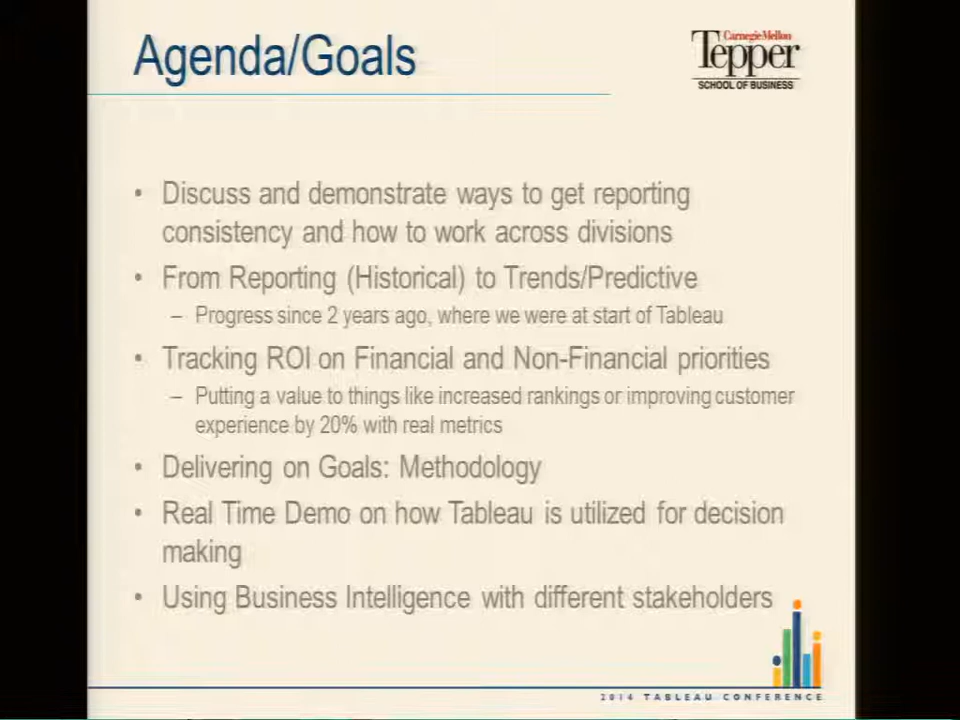 Agenda/Goals
Carnegie Mellon
Tepper
SCHOOL OF BUSINESS
• Discuss and demonstrate ways to get reporting
consistency and how to work across divisions
• From Reporting (Historical) to Trends/Predictive
– Progress since 2 years ago, where we were at start of Tableau
• Tracking ROI on Financial and Non-Financial priorities
– Putting a value to things like increased rankings or improving customer
experience by 20% with real metrics
• Delivering on Goals: Methodology
• Real Time Demo on how Tableau is utilized for decision
making
• Using Business Intelligence with different stakeholders
2014 TABLEAU CONFERENCE